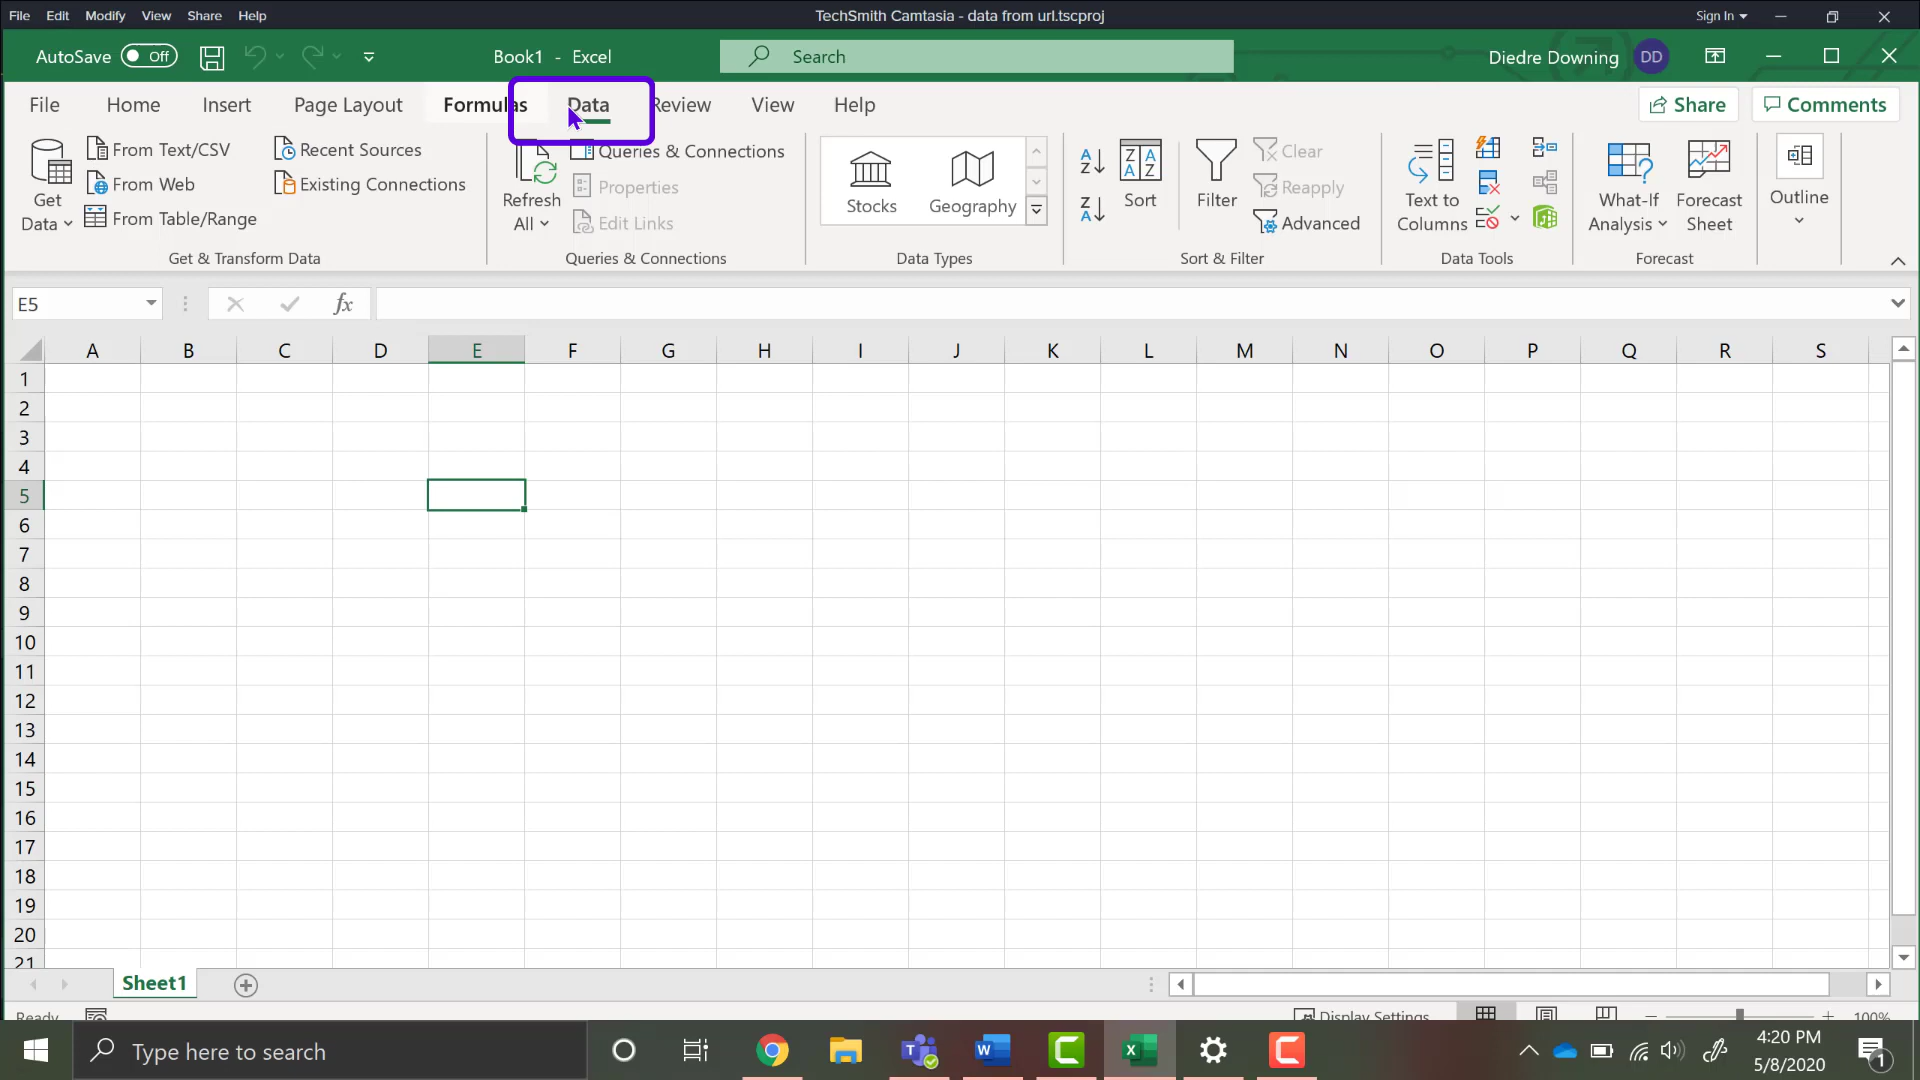 File Edit Modify View Share Help
TechSmith Camtasia - data from url.tscproj
Sign In
AutoSave Off
Book1 - Excel
Search
Diedre Downing DD
File Home Insert Page Layout Formulas Data Review View Help
Share Comments
Get Data
From Text/CSV
From Web
From Table/Range
Recent Sources
Existing Connections
Get & Transform Data
Refresh All
Queries & Connections
Properties
Edit Links
Queries & Connections
Stocks
Geography
Data Types
Sort
Filter
Clear
Reapply
Advanced
Sort & Filter
Text to Columns
Data Tools
What-If Analysis
Forecast Sheet
Forecast
Outline
E5
fx
A B C D E F G H I J K L M N O P Q R S
1
2
3
4
5
6
7
8
9
10
11
12
13
14
15
16
17
18
19
20
21
Sheet1
Ready
Display Settings
100%
Type here to search
4:20 PM
5/8/2020
1